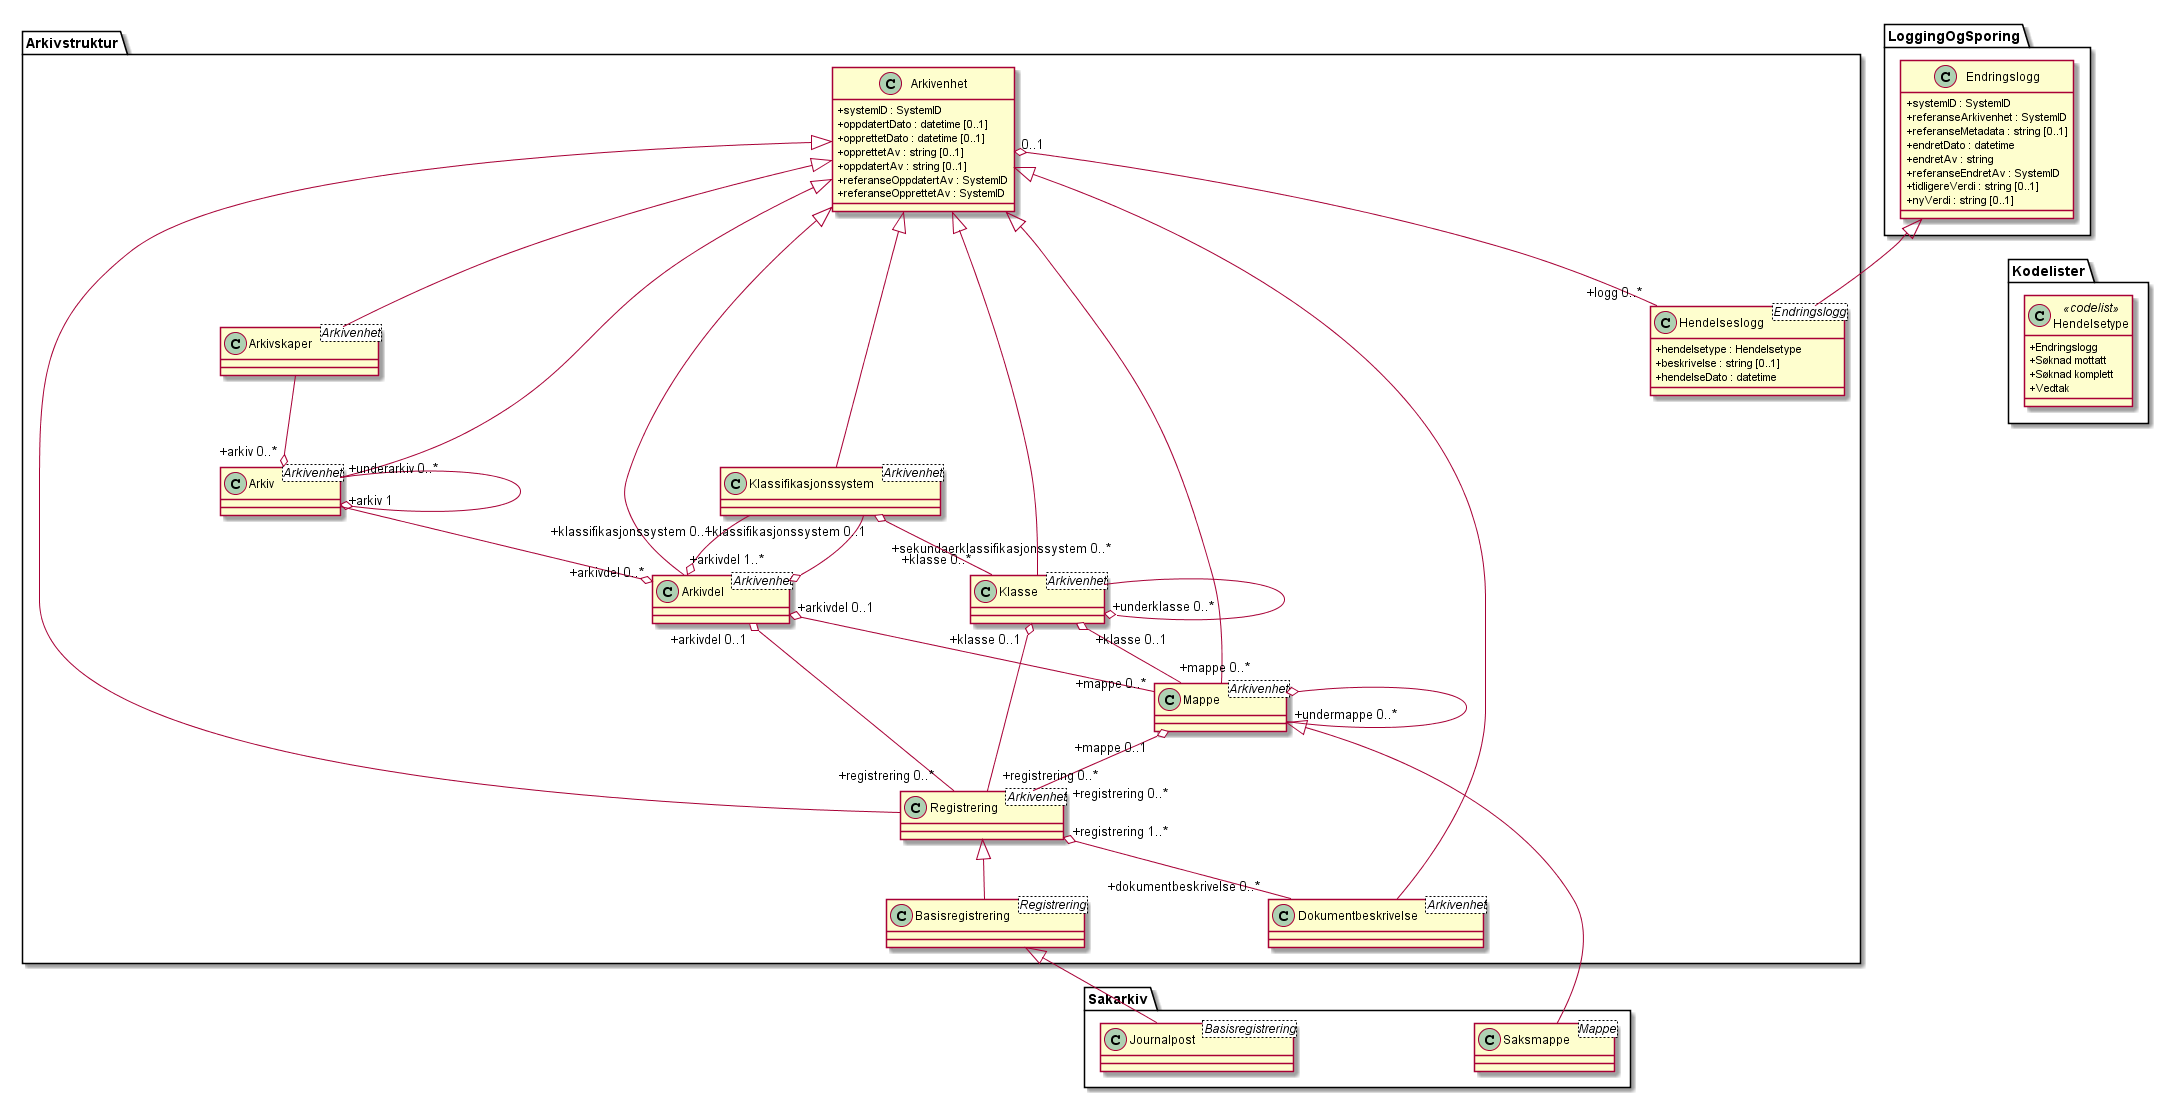 Arkivstruktur
LoggingOgSporing
C Endringslogg
+systemID : SystemID
+referanseArkivenhet : SystemID
+referanseMetadata : string [0..1]
+endretDato : datetime
+endretAv : string
+referanseEndretAv : SystemID
+tidligereVerdi : string [0..1]
+nyVerdi : string [0..1]
C Arkivenhet
+systemID : SystemID
+oppdatertDato : datetime [0..1]
+opprettetDato : datetime [0..1]
+opprettetAv : string [0..1]
+oppdatertAv : string [0..1]
+referanseOppdatertAv : SystemID
+referanseOpprettetAv : SystemID
0..1
Kodelister
C «codelist»
Hendelsetype
+Endringslogg
+Søknad mottatt
+Søknad komplett
+Vedtak
+logg 0..*
Endringslogg
C Hendelseslogg
+hendelsetype : Hendelsetype
+beskrivelse : string [0..1]
+hendelseDato : datetime
Arkivenhet
C Arkivskaper
+arkiv 0..*
Arkivenhet
+underarkiv 0..*
C Arkiv
+arkiv 1
Arkivenhet
C Klassifikasjonssystem
+klassifikasjonssystem 0..1
+klassifikasjonssystem 0..1
+sekundaerklassifikasjonssystem 0..*
+arkivdel 1..*
+klasse 0..*
+arkivdel 0..*
Arkivenhet
C Arkivdel
Arkivenhet
C Klasse
+arkivdel 0..1
+underklasse 0..*
+arkivdel 0..1
+klasse 0..1
+klasse 0..1
+mappe 0..*
+mappe 0..*
Arkivenhet
C Mappe
+undermappe 0..*
+mappe 0..1
+registrering 0..*
+registrering 0..*
Arkivenhet
+registrering 0..*
C Registrering
+registrering 1..*
+dokumentbeskrivelse 0..*
Registrering
C Basisregistrering
Arkivenhet
C Dokumentbeskrivelse
Sakarkiv
Basisregistrering
C Journalpost
Mappe
C Saksmappe